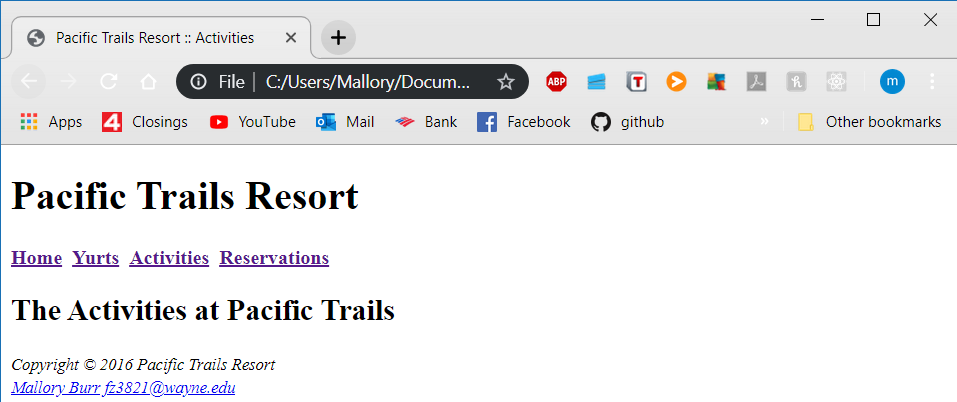 Pacific Trails Resort :: Activities
File | C:/Users/Mallory/Docum...
ABP T m
Apps 4 Closings YouTube Mail Bank Facebook github » Other bookmarks
Pacific Trails Resort
Home Yurts Activities Reservations
The Activities at Pacific Trails
Copyright © 2016 Pacific Trails Resort
Mallory Burr fz3821@wayne.edu